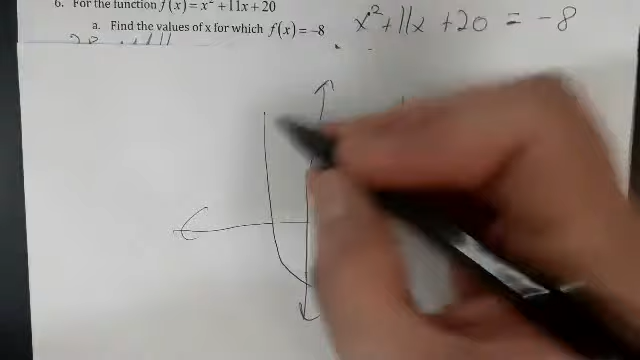 6. For the function f(x) = x² + 11x + 20
a. Find the values of x for which f(x) = -8
x² + 11x + 20 = -8